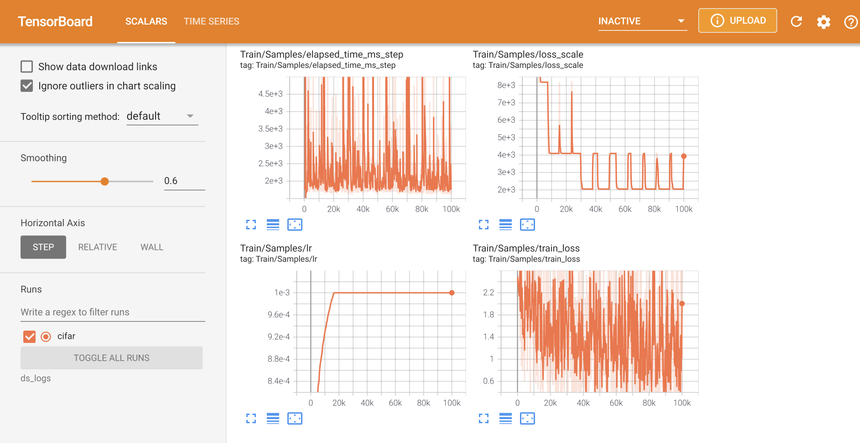 TensorBoard
SCALARS
TIME SERIES
INACTIVE
UPLOAD
Show data download links
Ignore outliers in chart scaling
Tooltip sorting method: default
Smoothing
0.6
Horizontal Axis
STEP RELATIVE WALL
Runs
Write a regex to filter runs
cifar
TOGGLE ALL RUNS
ds_logs
Train/Samples/elapsed_time_ms_step
tag: Train/Samples/elapsed_time_ms_step
4.5e+3
4e+3
3.5e+3
3e+3
2.5e+3
2e+3
0 20k 40k 60k 80k 100k
Train/Samples/loss_scale
tag: Train/Samples/loss_scale
8e+3
7e+3
6e+3
5e+3
4e+3
3e+3
2e+3
0 20k 40k 60k 80k 100k
Train/Samples/lr
tag: Train/Samples/lr
1e-3
9.6e-4
9.2e-4
8.8e-4
8.4e-4
0 20k 40k 60k 80k 100k
Train/Samples/train_loss
tag: Train/Samples/train_loss
2.2
1.8
1.4
1
0.6
0 20k 40k 60k 80k 100k